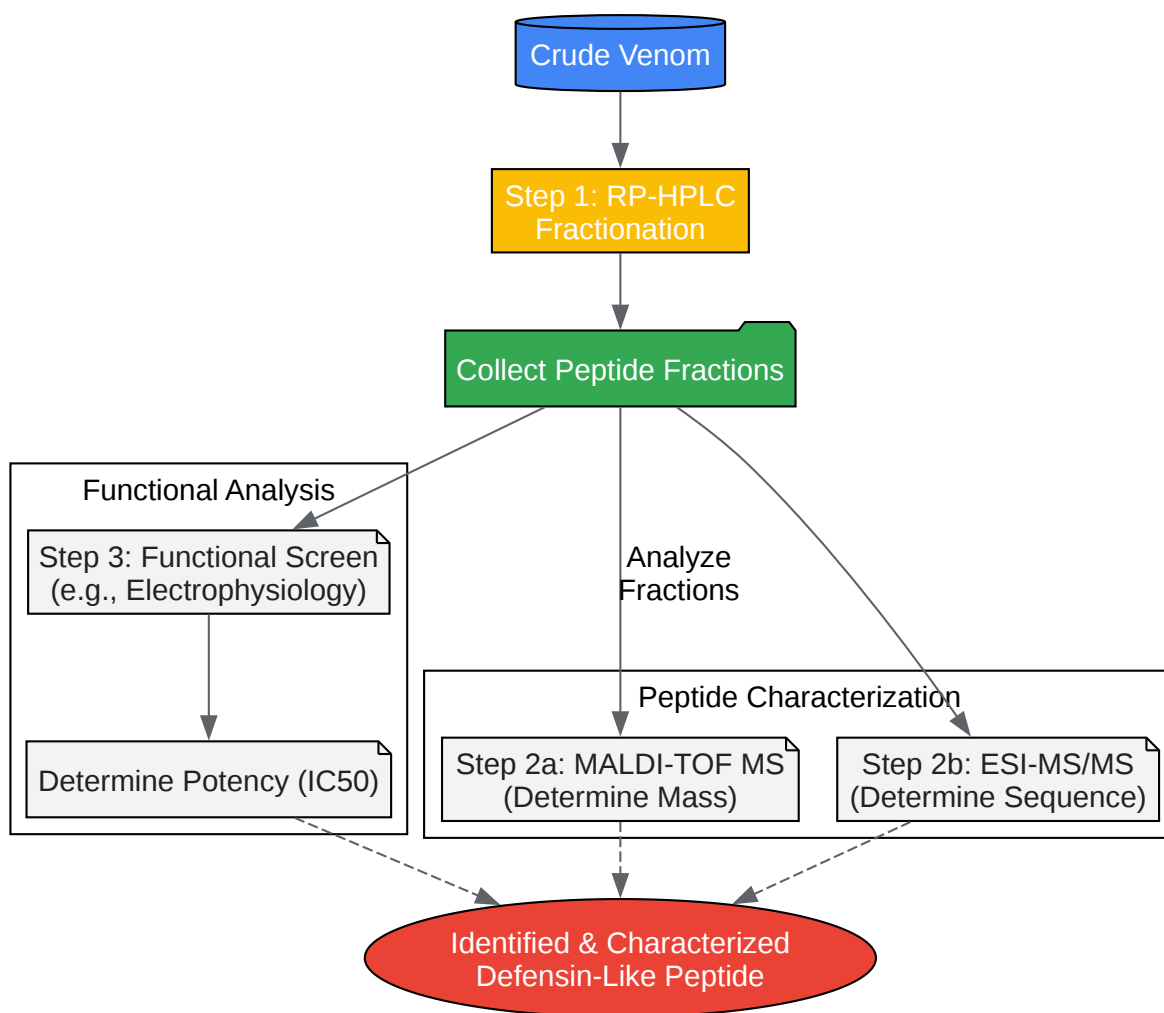 Crude Venom
Step 1: RP-HPLC
Fractionation
Collect Peptide Fractions
Functional Analysis
Step 3: Functional Screen
(e.g., Electrophysiology)
Determine Potency (IC50)
Analyze
Fractions
Peptide Characterization
Step 2a: MALDI-TOF MS
(Determine Mass)
Step 2b: ESI-MS/MS
(Determine Sequence)
Identified & Characterized
Defensin-Like Peptide